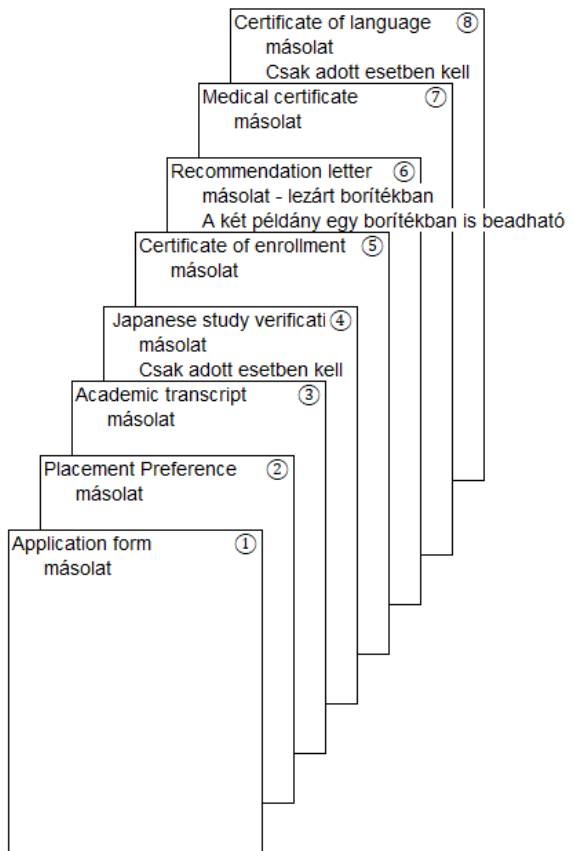 Certificate of language ⑧
másolat
Csak adott esetben kell
Medical certificate ⑦
másolat
Recommendation letter ⑥
másolat - lezárt borítékban
A két példány egy borítékban is beadható
Certificate of enrollment ⑤
másolat
Japanese study verificati ④
másolat
Csak adott esetben kell
Academic transcript ③
másolat
Placement Preference ②
másolat
Application form ①
másolat